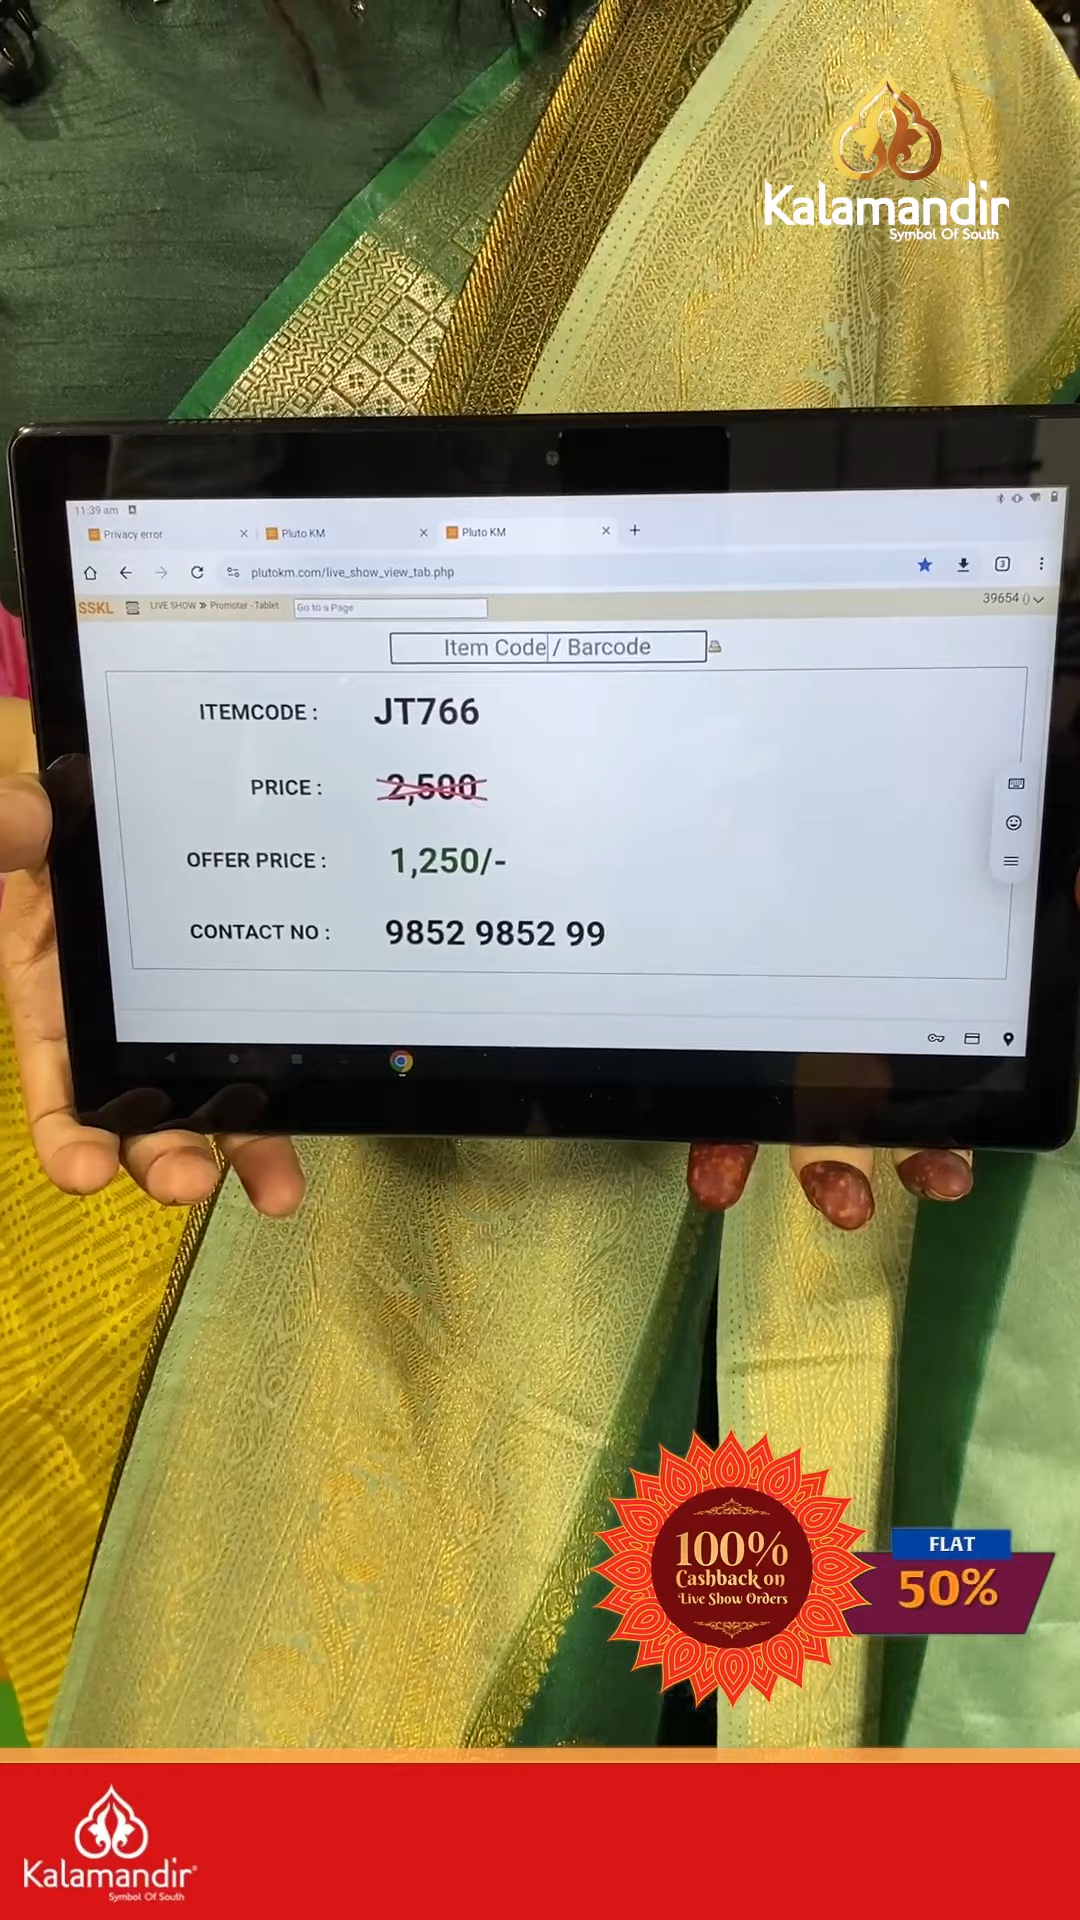 Kalamandir
Symbol Of South
11:39 am
Privacy error
Pluto KM
Pluto KM
plutokm.com/live_show_view_tab.php
3
SSKL
LIVE SHOW » Promoter - Tablet
Go to a Page
39654 ()
Item Code / Barcode
ITEMCODE : JT766
PRICE : 2,500
OFFER PRICE : 1,250/-
CONTACT NO : 9852 9852 99
100%
Cashback on
Live Show Orders
FLAT
50%
Kalamandir
Symbol Of South